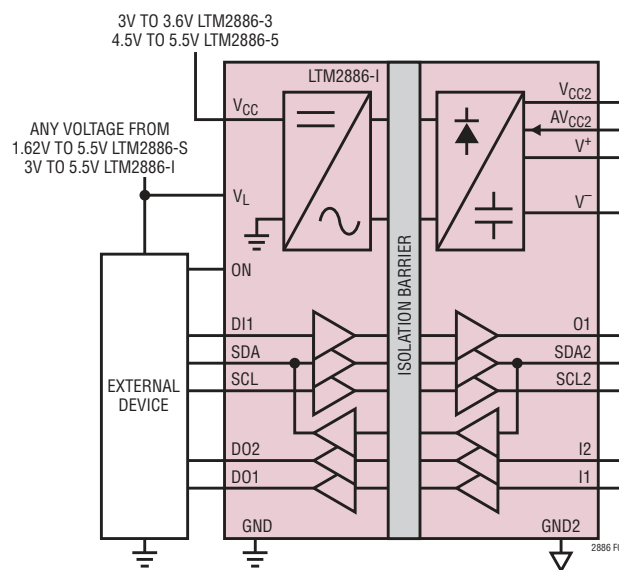 3V TO 3.6V LTM2886-3
4.5V TO 5.5V LTM2886-5
LTM2886-I
VCC
VCC2
AVCC2
V+
ANY VOLTAGE FROM
1.62V TO 5.5V LTM2886-S
3V TO 5.5V LTM2886-I
VL
V−
ON
ISOLATION BARRIER
DI1
O1
SDA
SDA2
SCL
SCL2
EXTERNAL
DEVICE
DO2
I2
DO1
I1
GND
GND2
2886